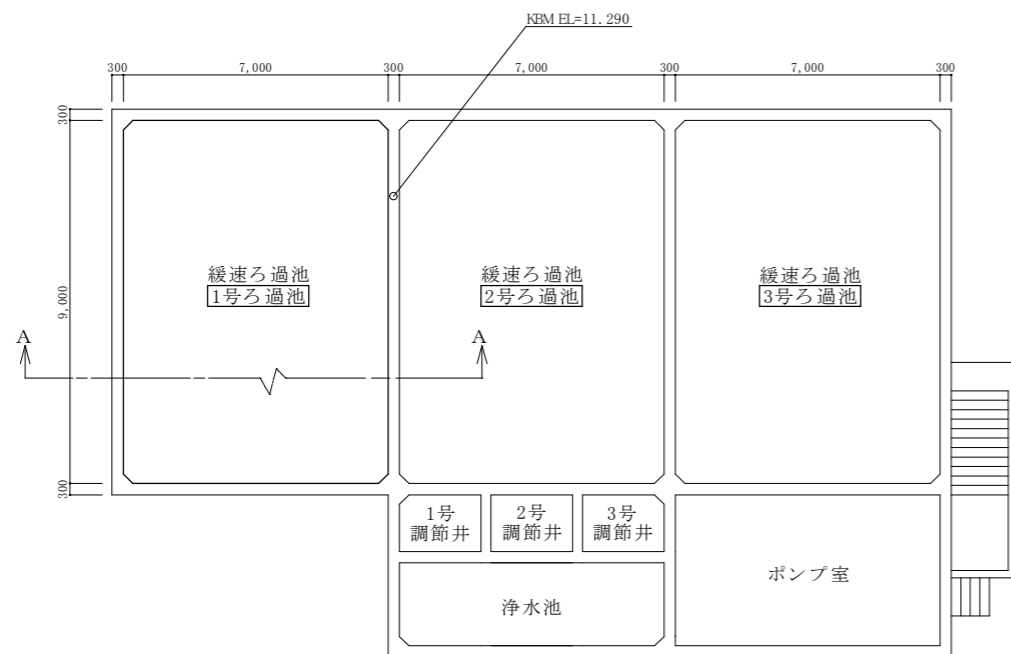 KBM EL=11.290
300 7,000 300 7,000 300 7,000 300
300
9,000
300
緩速ろ過池
1号ろ過池
緩速ろ過池
2号ろ過池
緩速ろ過池
3号ろ過池
A A
1号
調節井
2号
調節井
3号
調節井
ポンプ室
浄水池